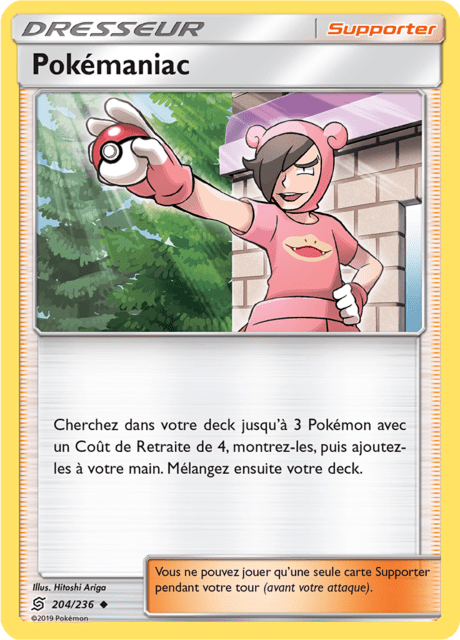 DRESSEUR
Supporter
Pokémaniac
Cherchez dans votre deck jusqu'à 3 Pokémon avec
un Coût de Retraite de 4, montrez-les, puis ajoutez-
les à votre main. Mélangez ensuite votre deck.
Vous ne pouvez jouer qu'une seule carte Supporter
pendant votre tour (avant votre attaque).
Illus. Hitoshi Ariga
204/236
©2019 Pokémon